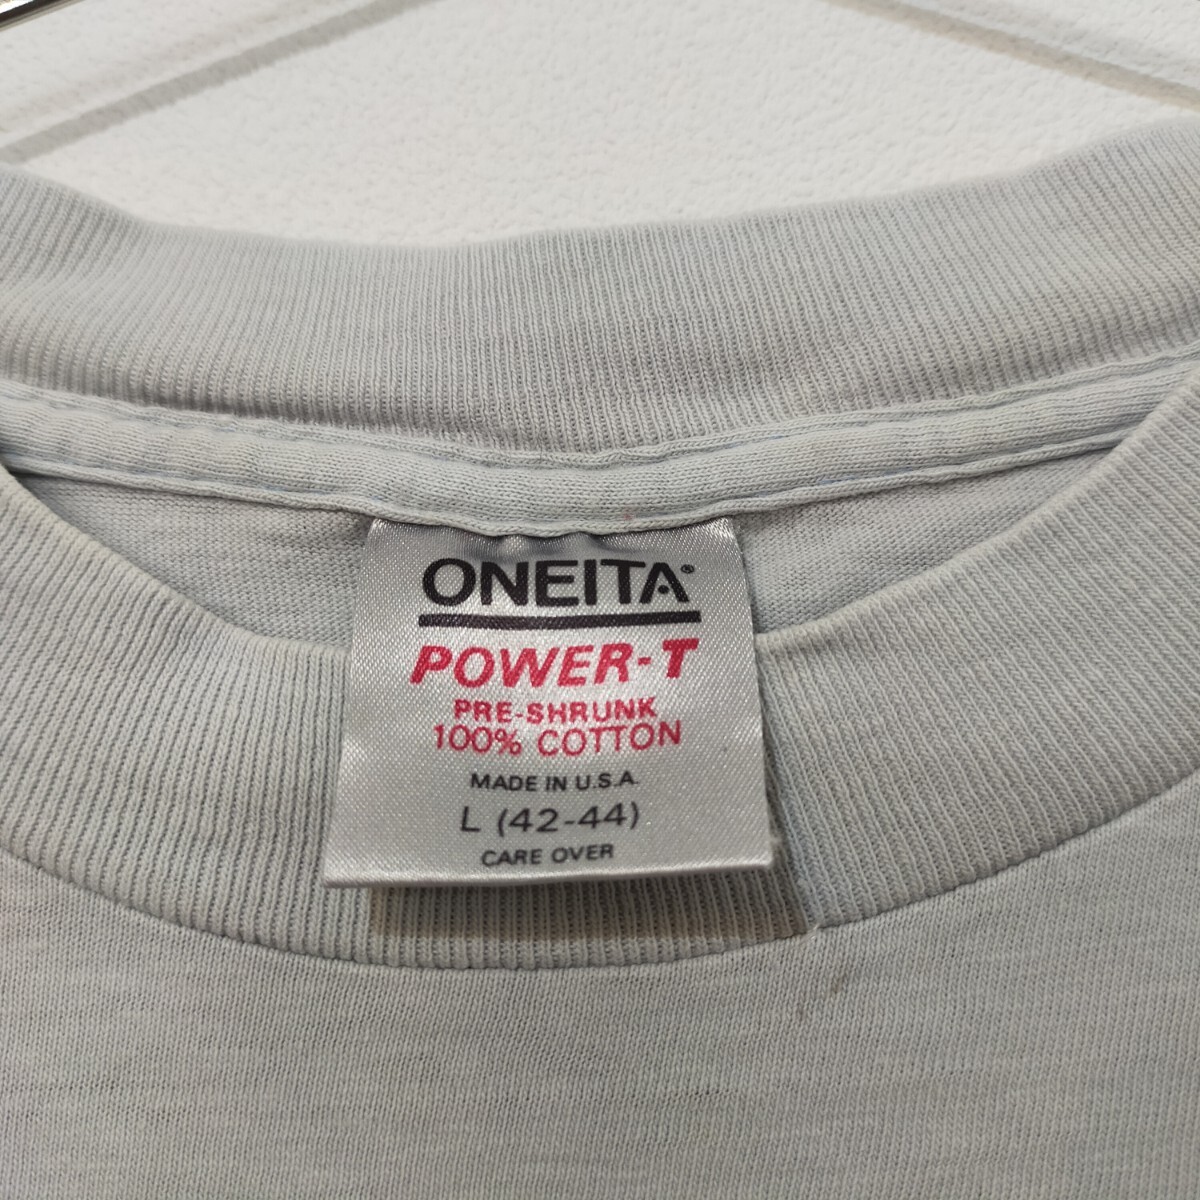 ONEITA®
POWER-T
PRE-SHRUNK
100% COTTON
MADE IN U.S.A.
L (42-44)
CARE OVER